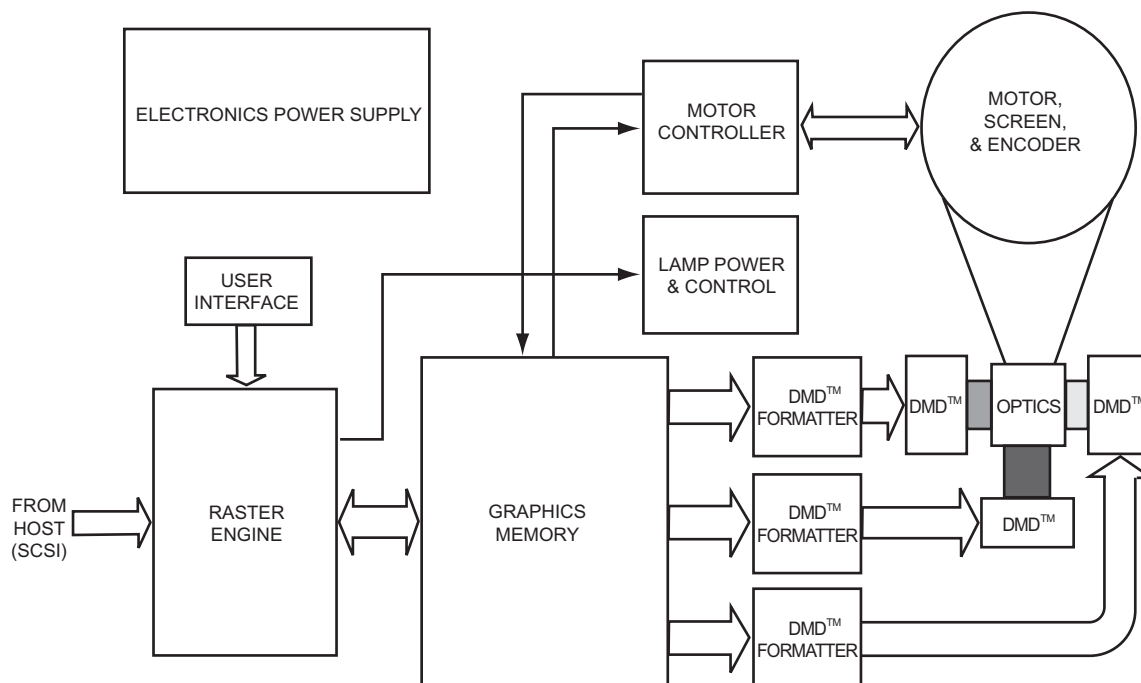 ELECTRONICS POWER SUPPLY
MOTOR
CONTROLLER
MOTOR,
SCREEN,
& ENCODER
LAMP POWER
& CONTROL
USER
INTERFACE
FROM
HOST
(SCSI)
RASTER
ENGINE
GRAPHICS
MEMORY
DMD™
FORMATTER
DMD™
OPTICS
DMD™
DMD™
FORMATTER
DMD™
DMD™
FORMATTER